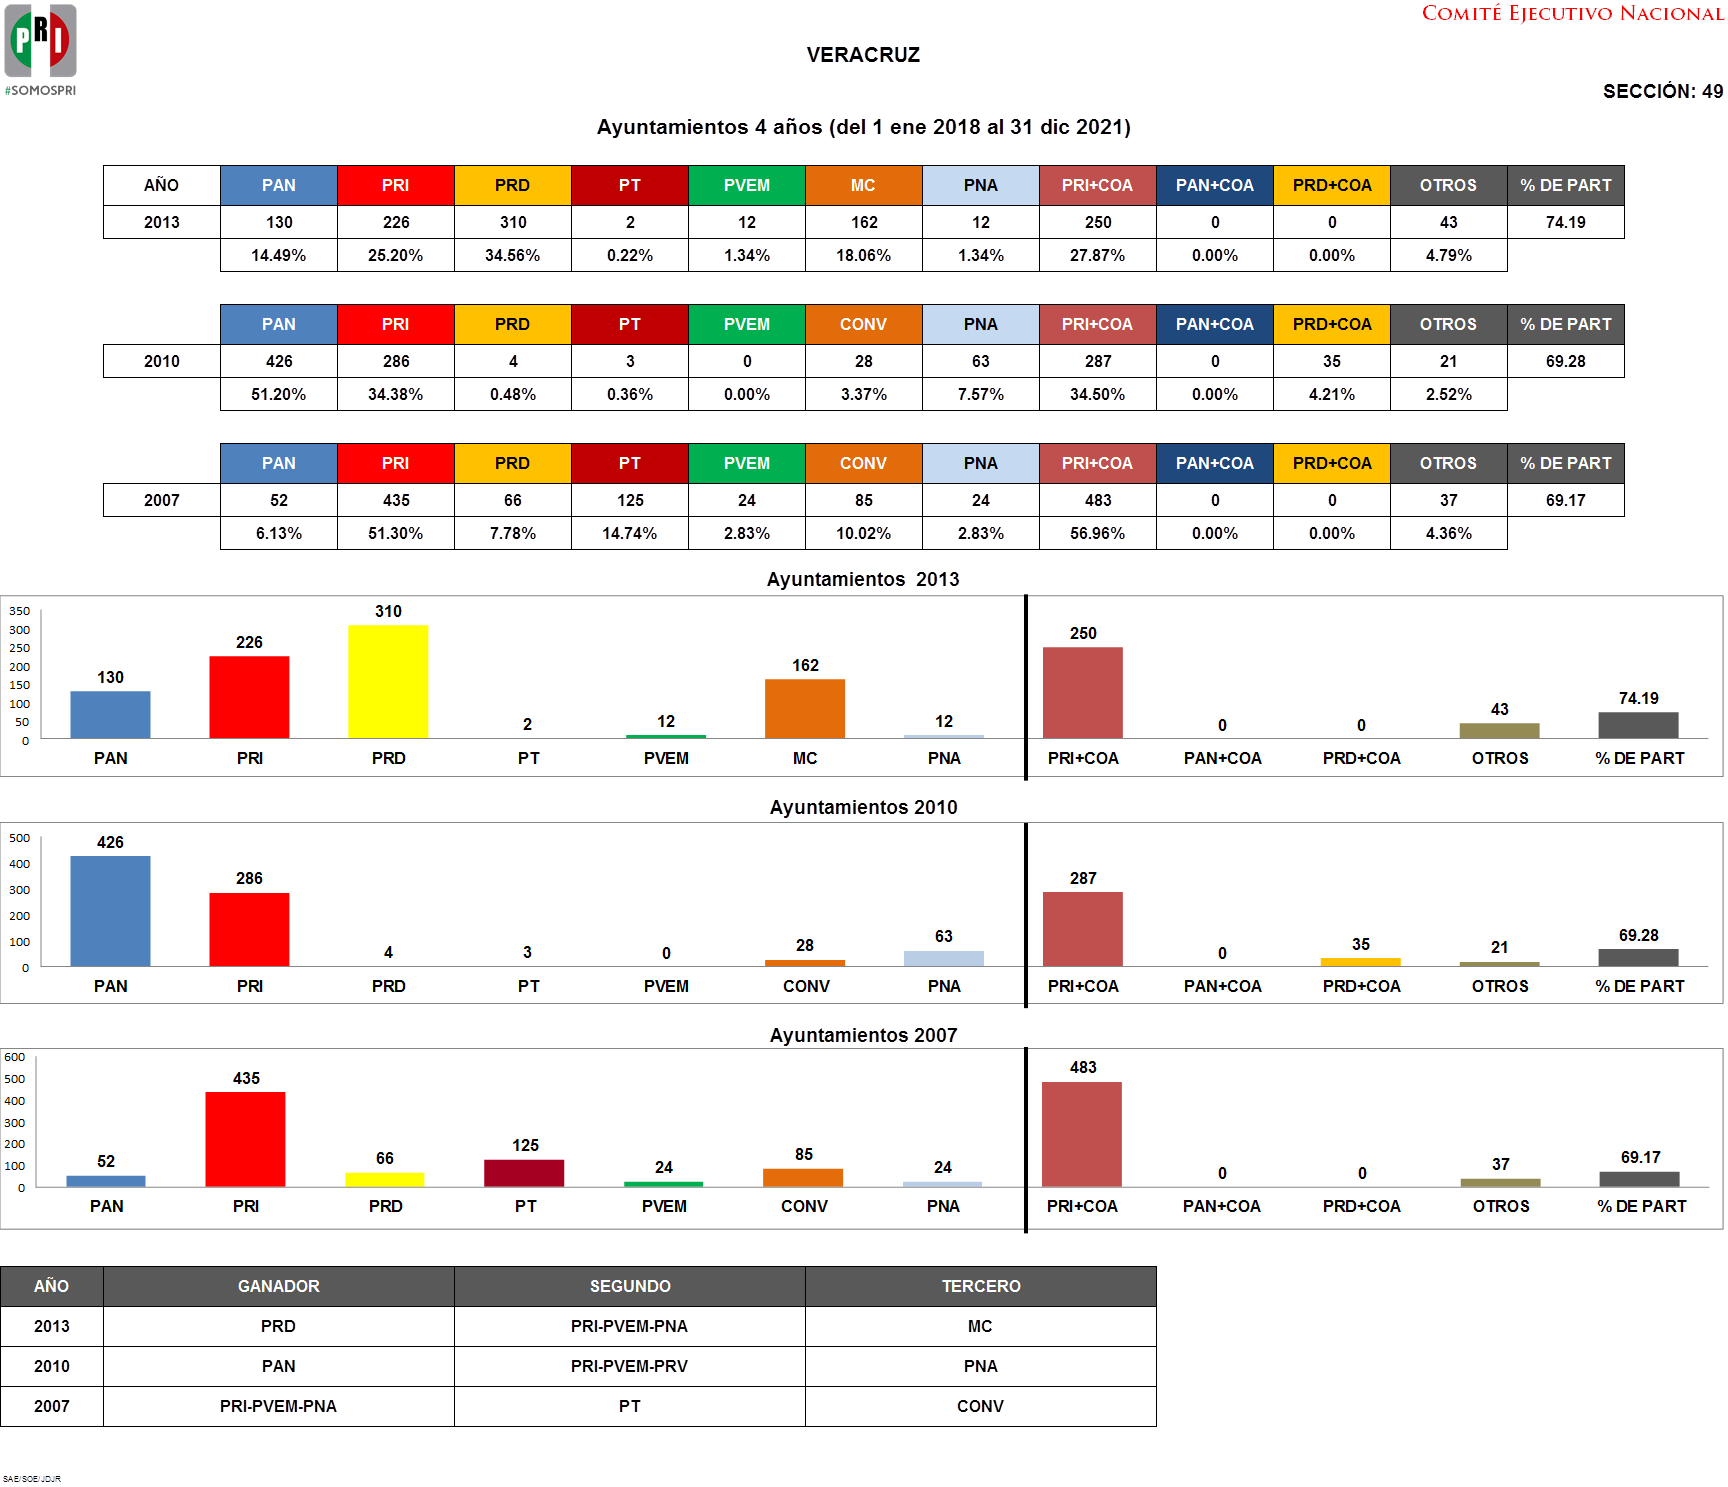 PRI
#SOMOSPRI
COMITÉ EJECUTIVO NACIONAL
VERACRUZ
SECCIÓN: 49
Ayuntamientos 4 años (del 1 ene 2018 al 31 dic 2021)
AÑO PAN PRI PRD PT PVEM MC PNA PRI+COA PAN+COA PRD+COA OTROS % DE PART
2013 130 226 310 2 12 162 12 250 0 0 43 74.19
14.49% 25.20% 34.56% 0.22% 1.34% 18.06% 1.34% 27.87% 0.00% 0.00% 4.79%
PAN PRI PRD PT PVEM CONV PNA PRI+COA PAN+COA PRD+COA OTROS % DE PART
2010 426 286 4 3 0 28 63 287 0 35 21 69.28
51.20% 34.38% 0.48% 0.36% 0.00% 3.37% 7.57% 34.50% 0.00% 4.21% 2.52%
PAN PRI PRD PT PVEM CONV PNA PRI+COA PAN+COA PRD+COA OTROS % DE PART
2007 52 435 66 125 24 85 24 483 0 0 37 69.17
6.13% 51.30% 7.78% 14.74% 2.83% 10.02% 2.83% 56.96% 0.00% 0.00% 4.36%
Ayuntamientos 2013
350
300
250
200
150
100
50
0
130 226 310 2 12 162 12 250 0 0 43 74.19
PAN PRI PRD PT PVEM MC PNA PRI+COA PAN+COA PRD+COA OTROS % DE PART
Ayuntamientos 2010
500
400
300
200
100
0
426 286 4 3 0 28 63 287 0 35 21 69.28
PAN PRI PRD PT PVEM CONV PNA PRI+COA PAN+COA PRD+COA OTROS % DE PART
Ayuntamientos 2007
600
500
400
300
200
100
0
52 435 66 125 24 85 24 483 0 0 37 69.17
PAN PRI PRD PT PVEM CONV PNA PRI+COA PAN+COA PRD+COA OTROS % DE PART
AÑO GANADOR SEGUNDO TERCERO
2013 PRD PRI-PVEM-PNA MC
2010 PAN PRI-PVEM-PRV PNA
2007 PRI-PVEM-PNA PT CONV
SAE/SOE/JDJR